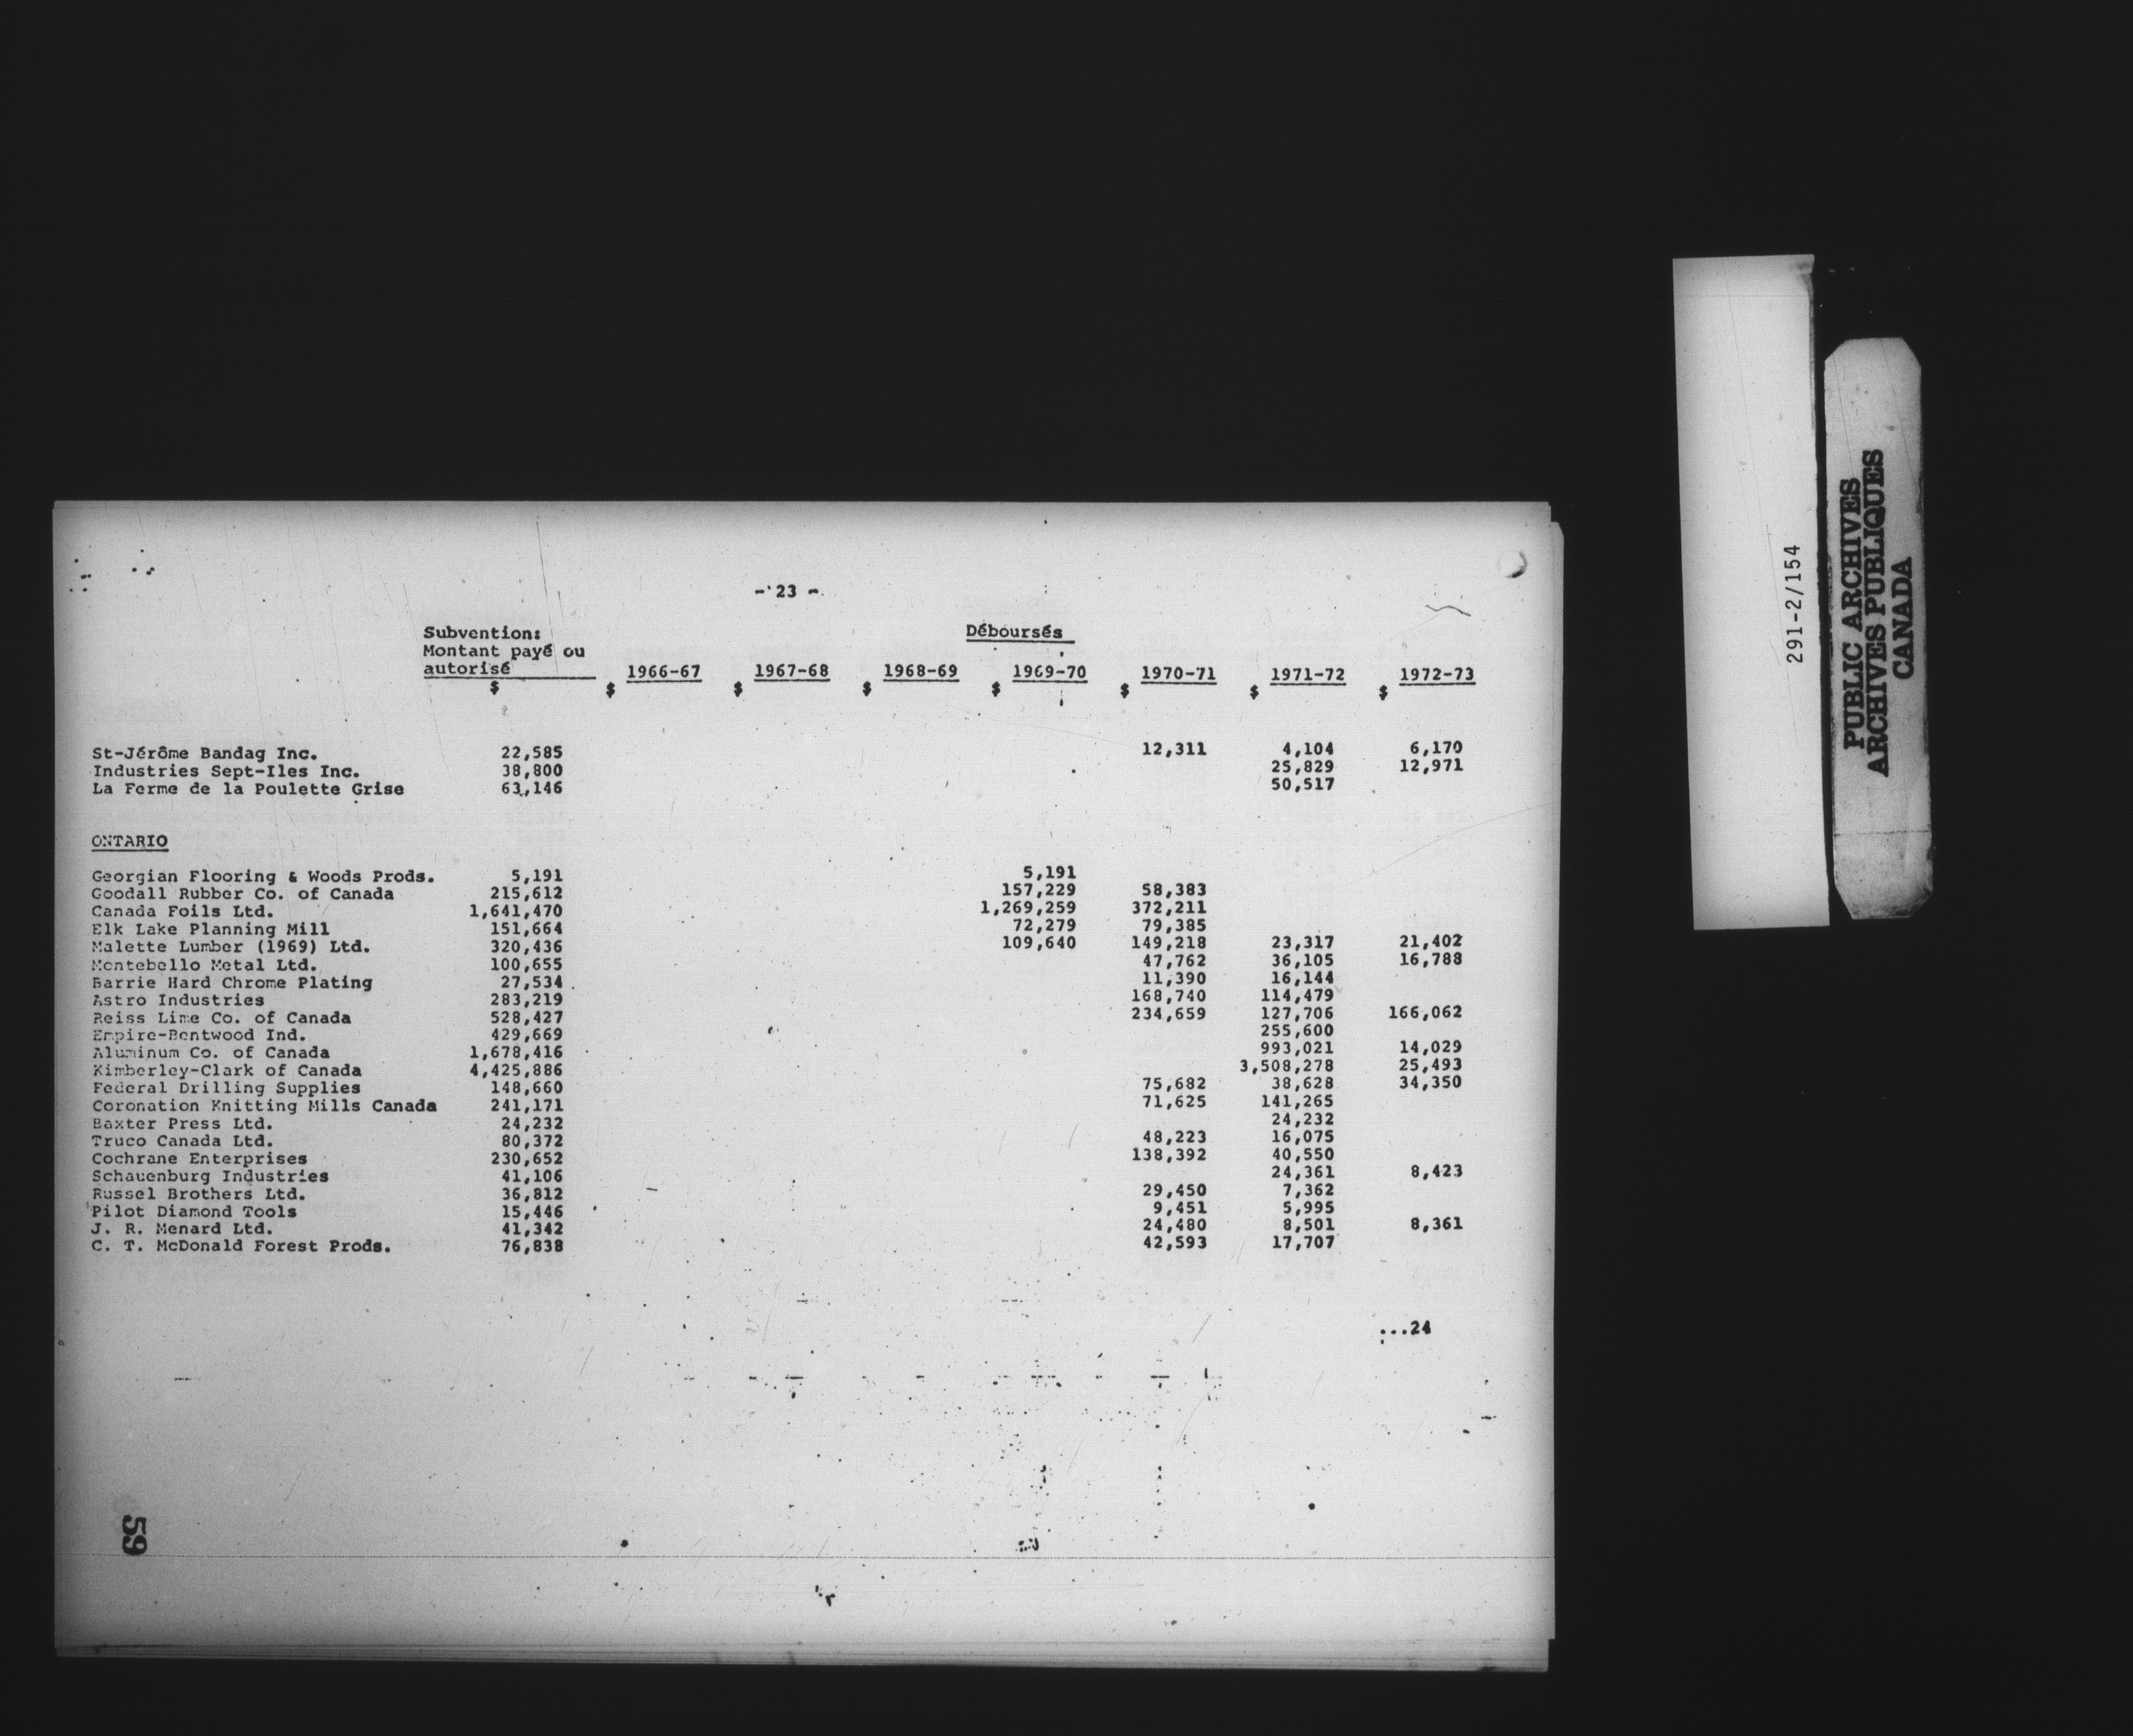 - 23 -
Subvention: Déboursés
Montant payé ou
autorisé 1966-67 1967-68 1968-69 1969-70 1970-71 1971-72 1972-73
$ $ $ $ $ $ $ $
St-Jérôme Bandag Inc. 22,585 12,311 4,104 6,170
Industries Sept-Iles Inc. 38,800 25,829 12,971
La Ferme de la Poulette Grise 63,146 50,517
ONTARIO
Georgian Flooring & Woods Prods. 5,191 5,191
Goodall Rubber Co. of Canada 215,612 157,229 58,383
Canada Foils Ltd. 1,641,470 1,269,259 372,211
Elk Lake Planning Mill 151,664 72,279 79,385
Malette Lumber (1969) Ltd. 320,436 109,640 149,218 23,317 21,402
Montebello Metal Ltd. 100,655 47,762 36,105 16,788
Barrie Hard Chrome Plating 27,534 11,390 16,144
Astro Industries 283,219 168,740 114,479
Reiss Lime Co. of Canada 528,427 234,659 127,706 166,062
Empire-Bentwood Ind. 429,669 255,600
Aluminum Co. of Canada 1,678,416 993,021 14,029
Kimberley-Clark of Canada 4,425,886 3,508,278 25,493
Federal Drilling Supplies 148,660 75,682 38,628 34,350
Coronation Knitting Mills Canada 241,171 71,625 141,265
Baxter Press Ltd. 24,232 24,232
Truco Canada Ltd. 80,372 48,223 16,075
Cochrane Enterprises 230,652 138,392 40,550
Schauenburg Industries 41,106 24,361 8,423
Russel Brothers Ltd. 36,812 29,450 7,362
Pilot Diamond Tools 15,446 9,451 5,995
J. R. Menard Ltd. 41,342 24,480 8,501 8,361
C. T. McDonald Forest Prods. 76,838 42,593 17,707
...24
59
291-2/154
PUBLIC ARCHIVES
ARCHIVES PUBLIQUES
CANADA